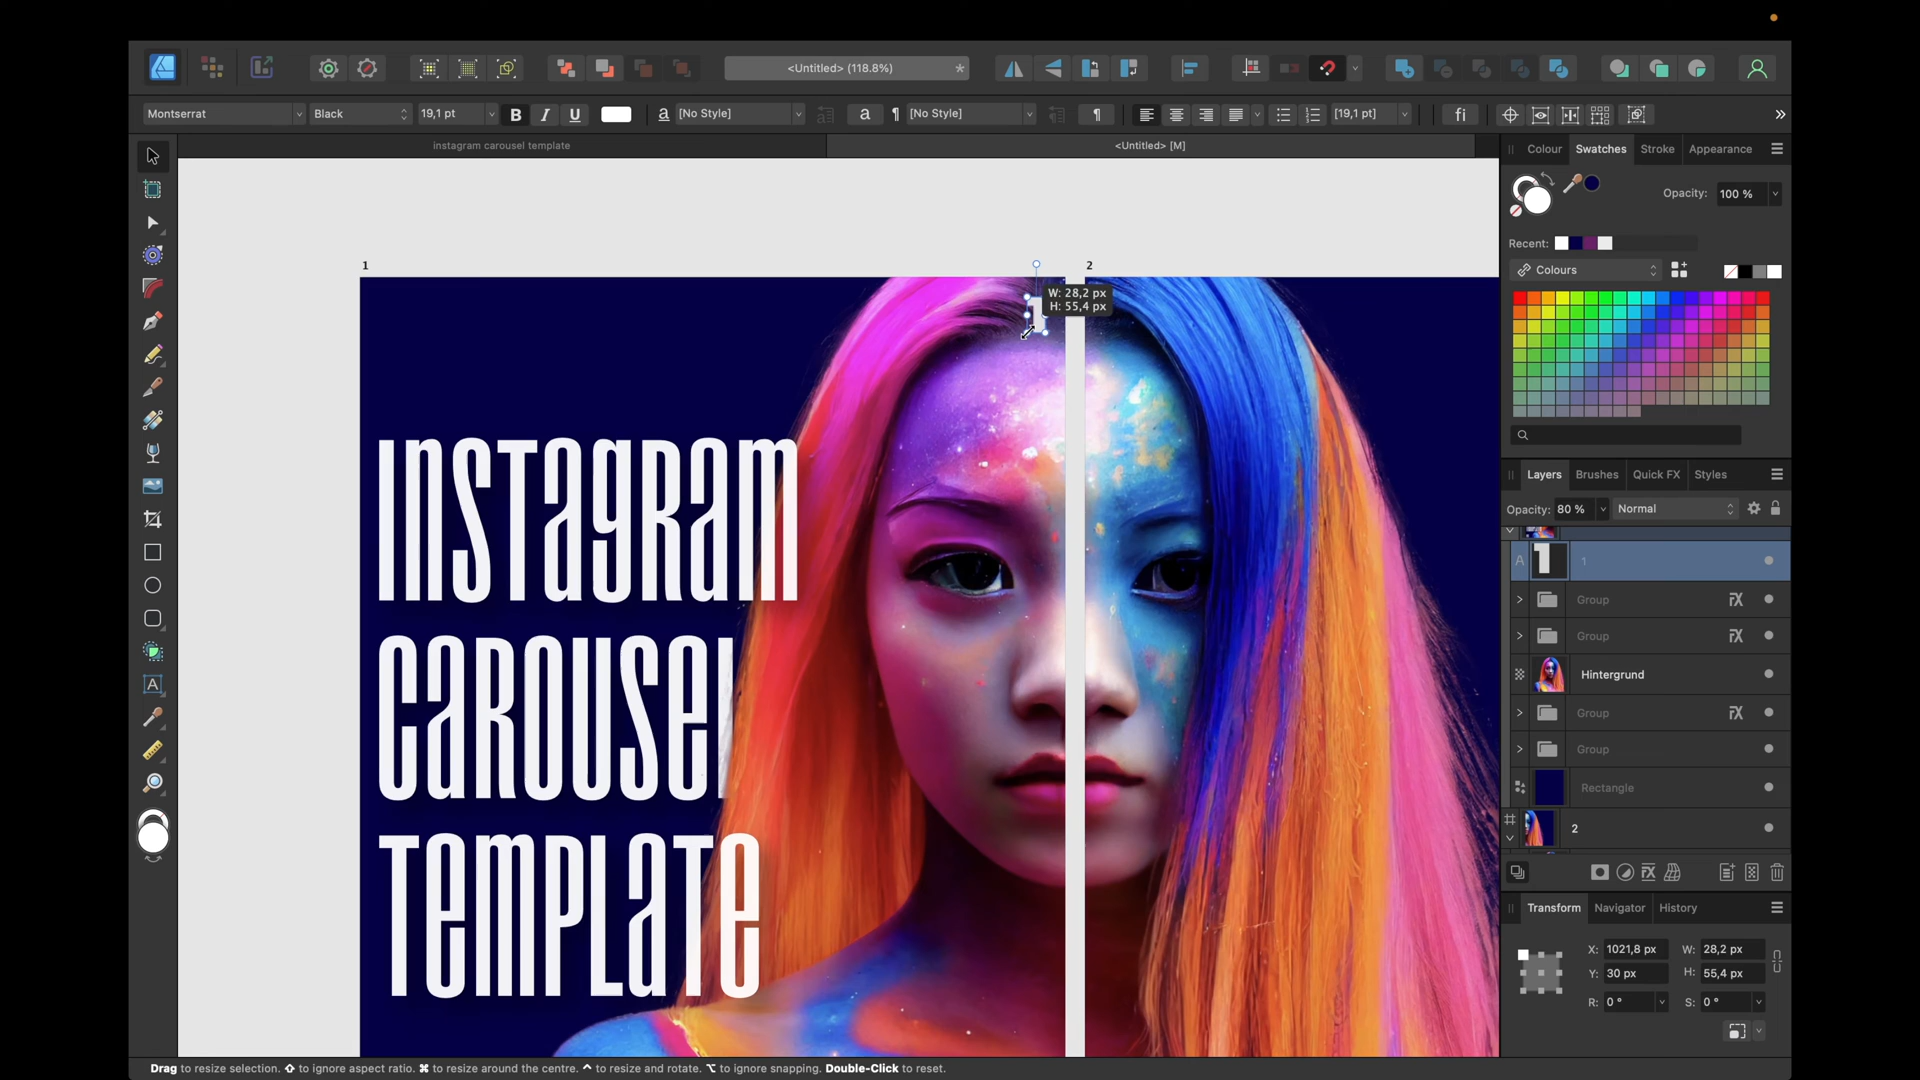 <Untitled> (118.8%)
*
Montserrat
Black
19,1 pt
B
I
U
a
[No Style]
a
¶
[No Style]
¶
[19,1 pt]
fi
»
instagram carousel template
<Untitled> [M]
Colour
Swatches
Stroke
Appearance
Opacity:
100 %
Recent:
Colours
1
2
W: 28,2 px
H: 55,4 px
1
INSTAGRAM
CAROUSEL
TEMPLATE
A
Layers
Brushes
Quick FX
Styles
Opacity:
80 %
Normal
A
1
1
Group
Group
Hintergrund
Group
Group
Rectangle
2
Transform
Navigator
History
X:
1021,8 px
W:
28,2 px
Y:
30 px
H:
55,4 px
R:
0 °
S:
0 °
Drag to resize selection. ⇧ to ignore aspect ratio. ⌘ to resize around the centre. ^ to resize and rotate. ⌥ to ignore snapping. Double-Click to reset.